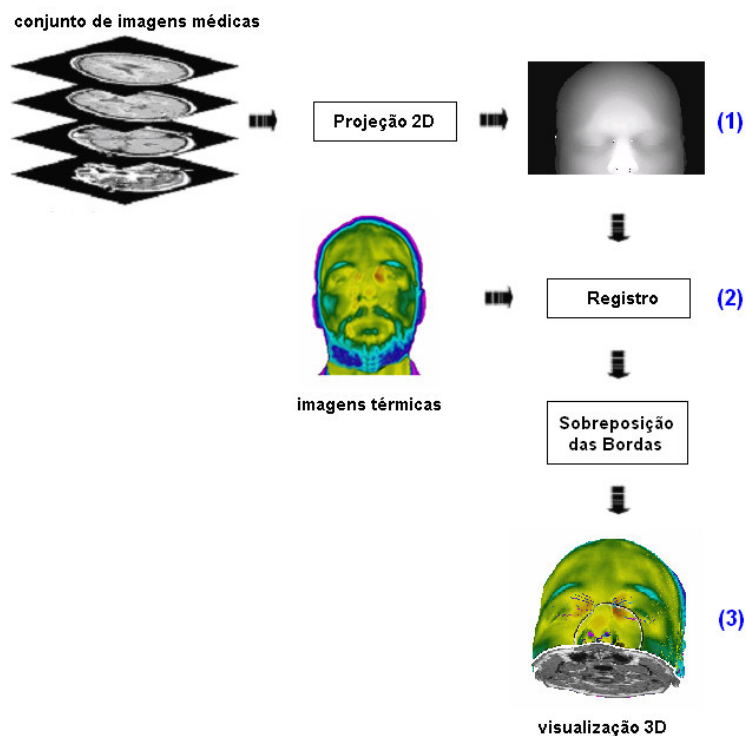 conjunto de imagens médicas
Projeção 2D
(1)
Registro
(2)
imagens térmicas
Sobreposição
das Bordas
(3)
visualização 3D